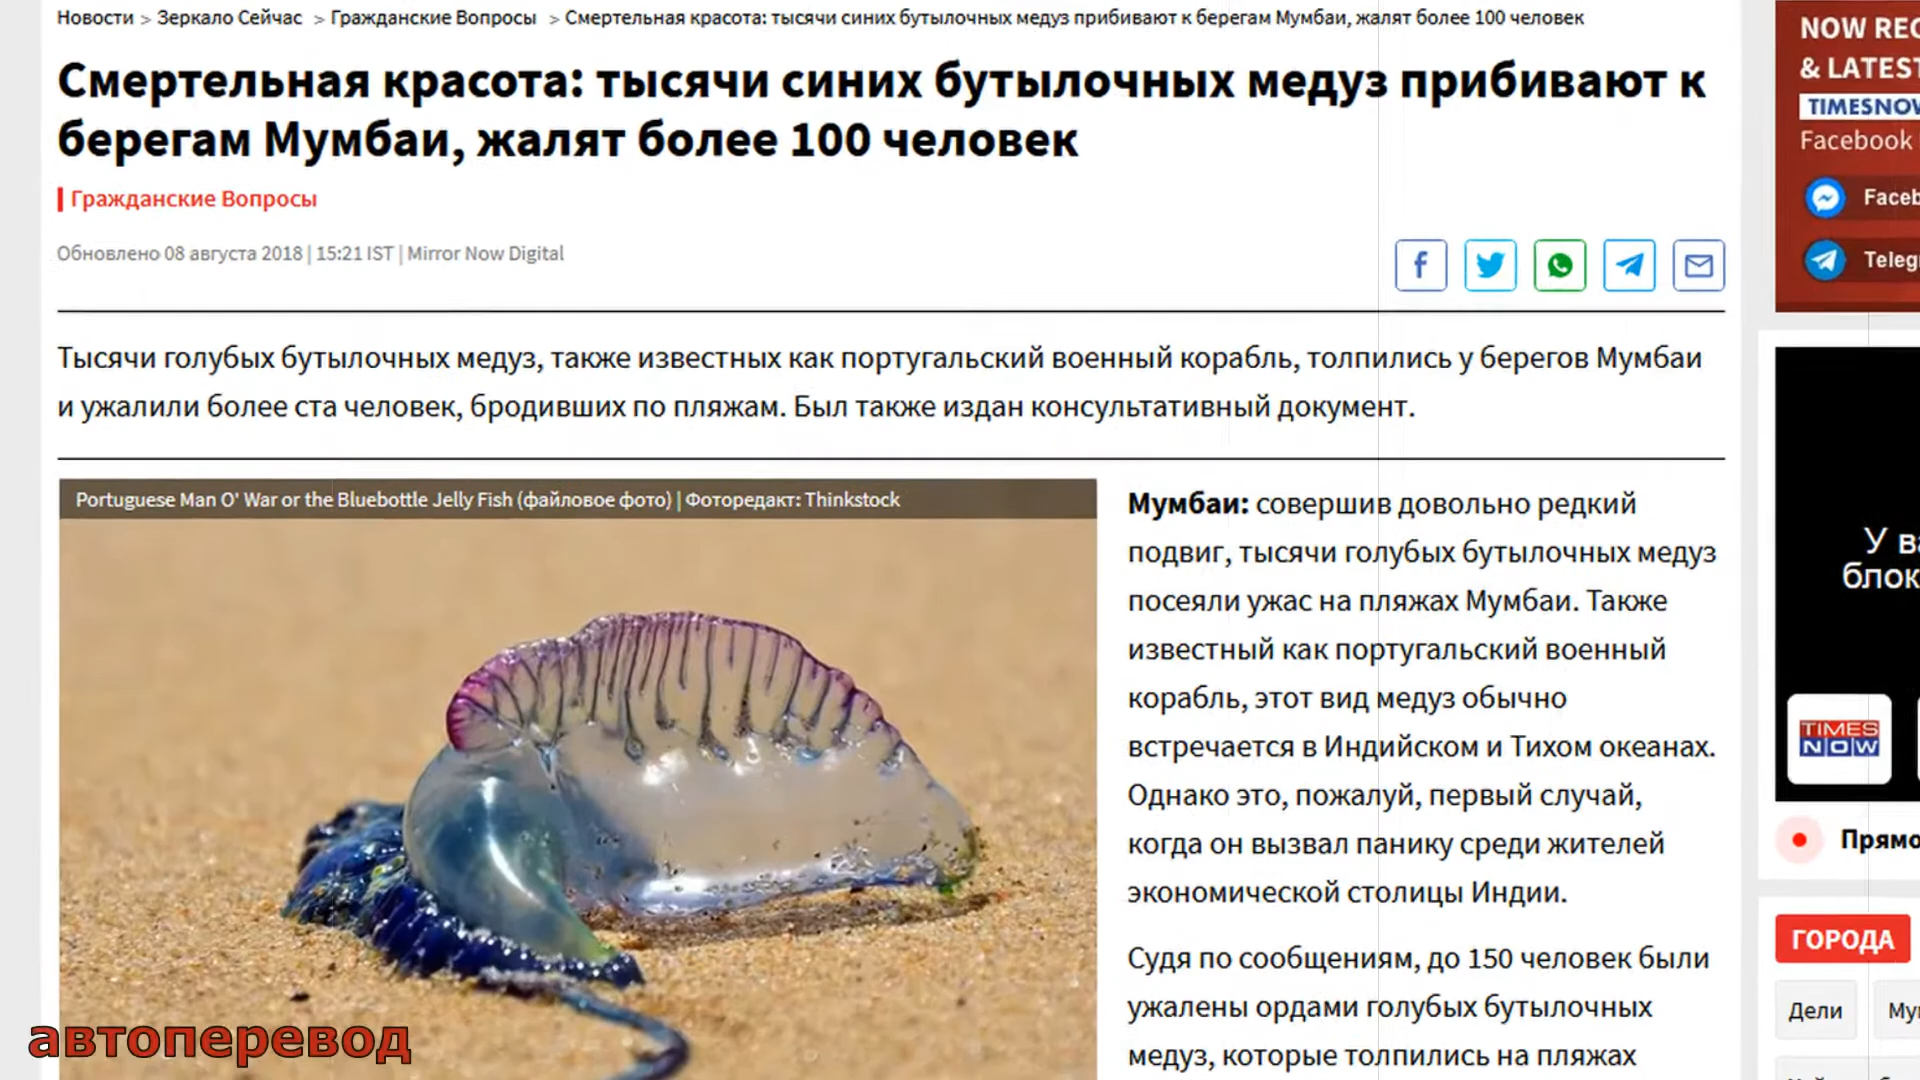 Новости > Зеркало Сейчас > Гражданские Вопросы > Смертельная красота: тысячи синих бутылочных медуз прибивают к берегам Мумбаи, жалят более 100 человек
Смертельная красота: тысячи синих бутылочных медуз прибивают к
берегам Мумбаи, жалят более 100 человек
Гражданские Вопросы
Обновлено 08 августа 2018 | 15:21 IST | Mirror Now Digital
Тысячи голубых бутылочных медуз, также известных как португальский военный корабль, толпились у берегов Мумбаи
и ужалили более ста человек, бродивших по пляжам. Был также издан консультативный документ.
Portuguese Man O' War or the Bluebottle Jelly Fish (файловое фото) | Фоторедакт: Thinkstock
Мумбаи: совершив довольно редкий
подвиг, тысячи голубых бутылочных медуз
посеяли ужас на пляжах Мумбаи. Также
известный как португальский военный
корабль, этот вид медуз обычно
встречается в Индийском и Тихом океанах.
Однако это, пожалуй, первый случай,
когда он вызвал панику среди жителей
экономической столицы Индии.
Судя по сообщениям, до 150 человек были
ужалены ордами голубых бутылочных
медуз, которые толпились на пляжах
автоперевод
NOW REC
& LATEST
TIMESNOW
Facebook
Faceb
Telegr
У ва
блок
TIMES
NOW
Прямо
ГОРОДА
Дели
Му